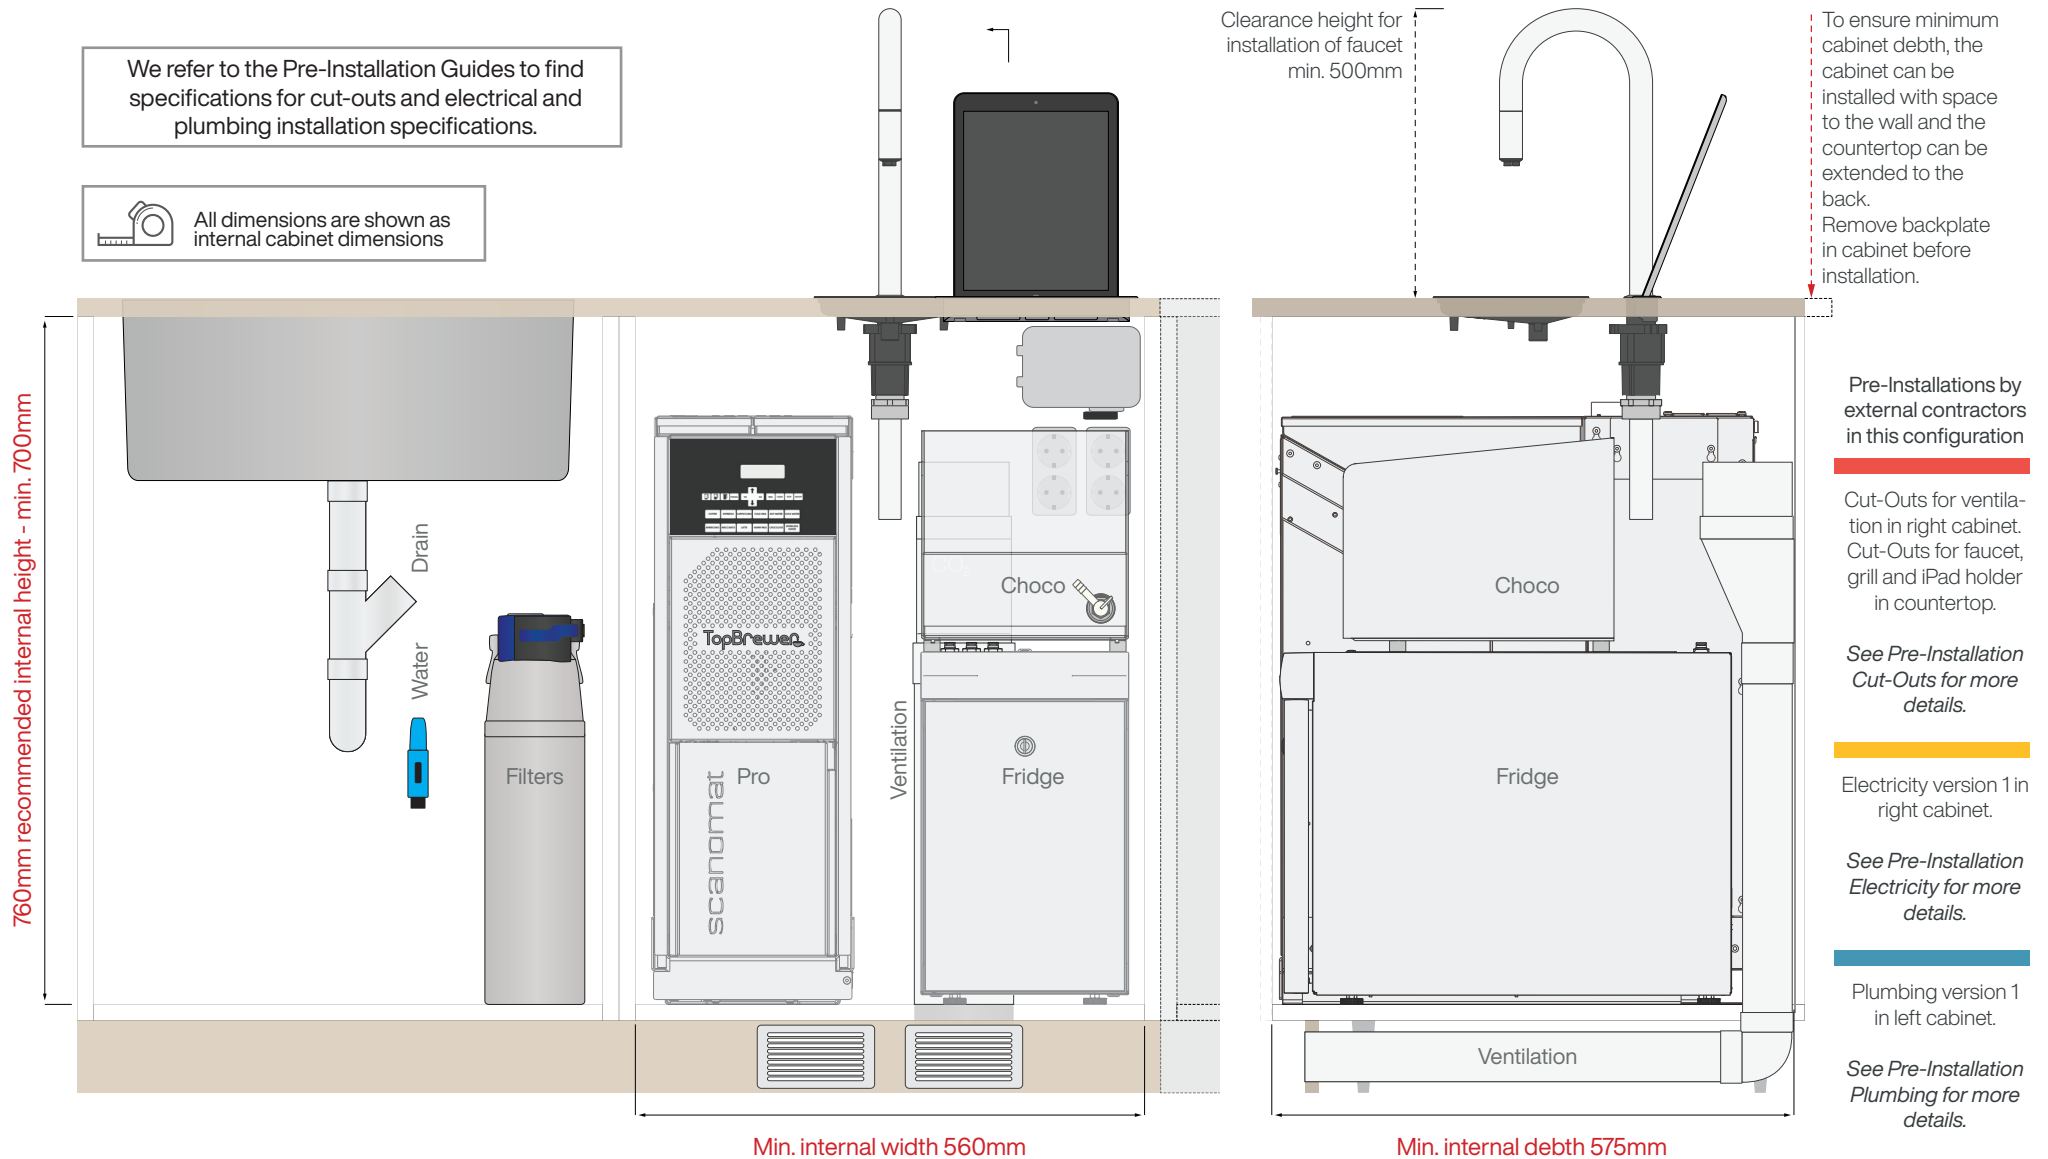 We refer to the Pre-Installation Guides to find
specifications for cut-outs and electrical and
plumbing installation specifications.
All dimensions are shown as
internal cabinet dimensions
Clearance height for
installation of faucet
min. 500mm
To ensure minimum
cabinet debth, the
cabinet can be
installed with space
to the wall and the
countertop can be
extended to the
back.
Remove backplate
in cabinet before
installation.
760mm recommended internal height - min. 700mm
Drain
Water
Filters
TopBrewer
scanomat
Pro
Ventilation
CO2
Choco
Fridge
Choco
Fridge
Ventilation
Min. internal width 560mm
Min. internal debth 575mm
Pre-Installations by
external contractors
in this configuration
Cut-Outs for ventila-
tion in right cabinet.
Cut-Outs for faucet,
grill and iPad holder
in countertop.
See Pre-Installation
Cut-Outs for more
details.
Electricity version 1 in
right cabinet.
See Pre-Installation
Electricity for more
details.
Plumbing version 1
in left cabinet.
See Pre-Installation
Plumbing for more
details.